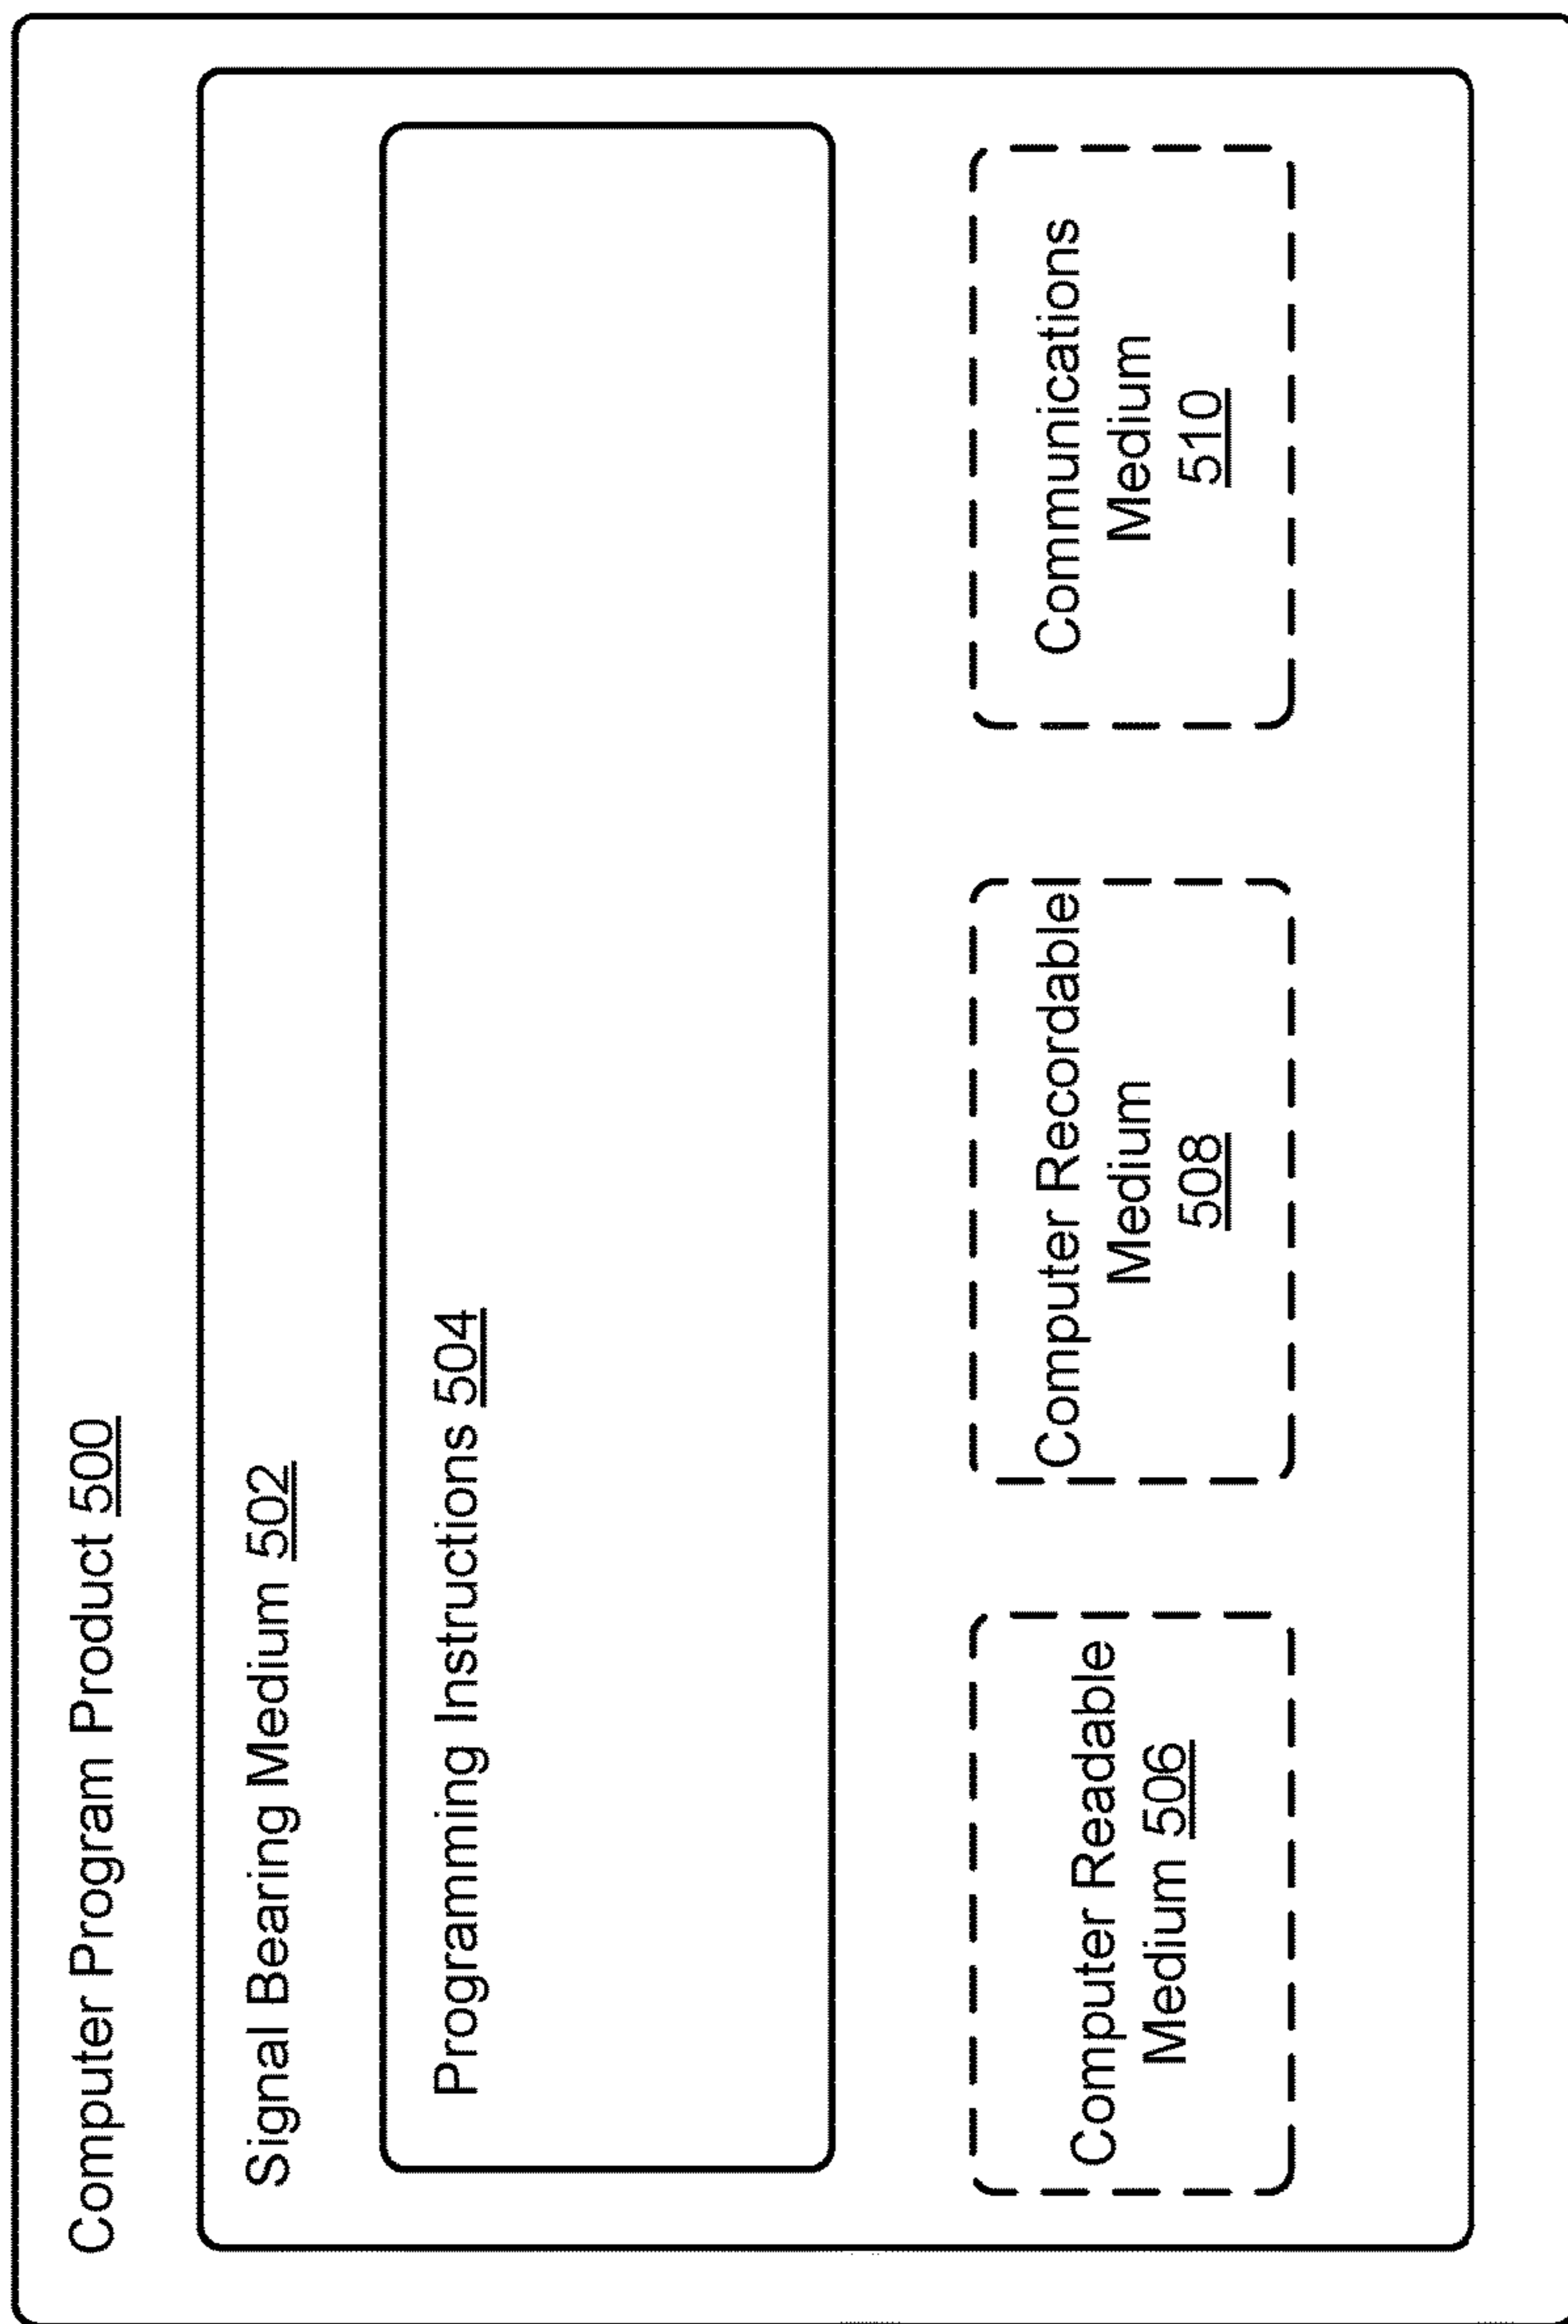 Computer Program Product 500
Signal Bearing Medium 502
Programming Instructions 504
Computer Readable
Medium 506
Computer Recordable
Medium
508
Communications
Medium
510